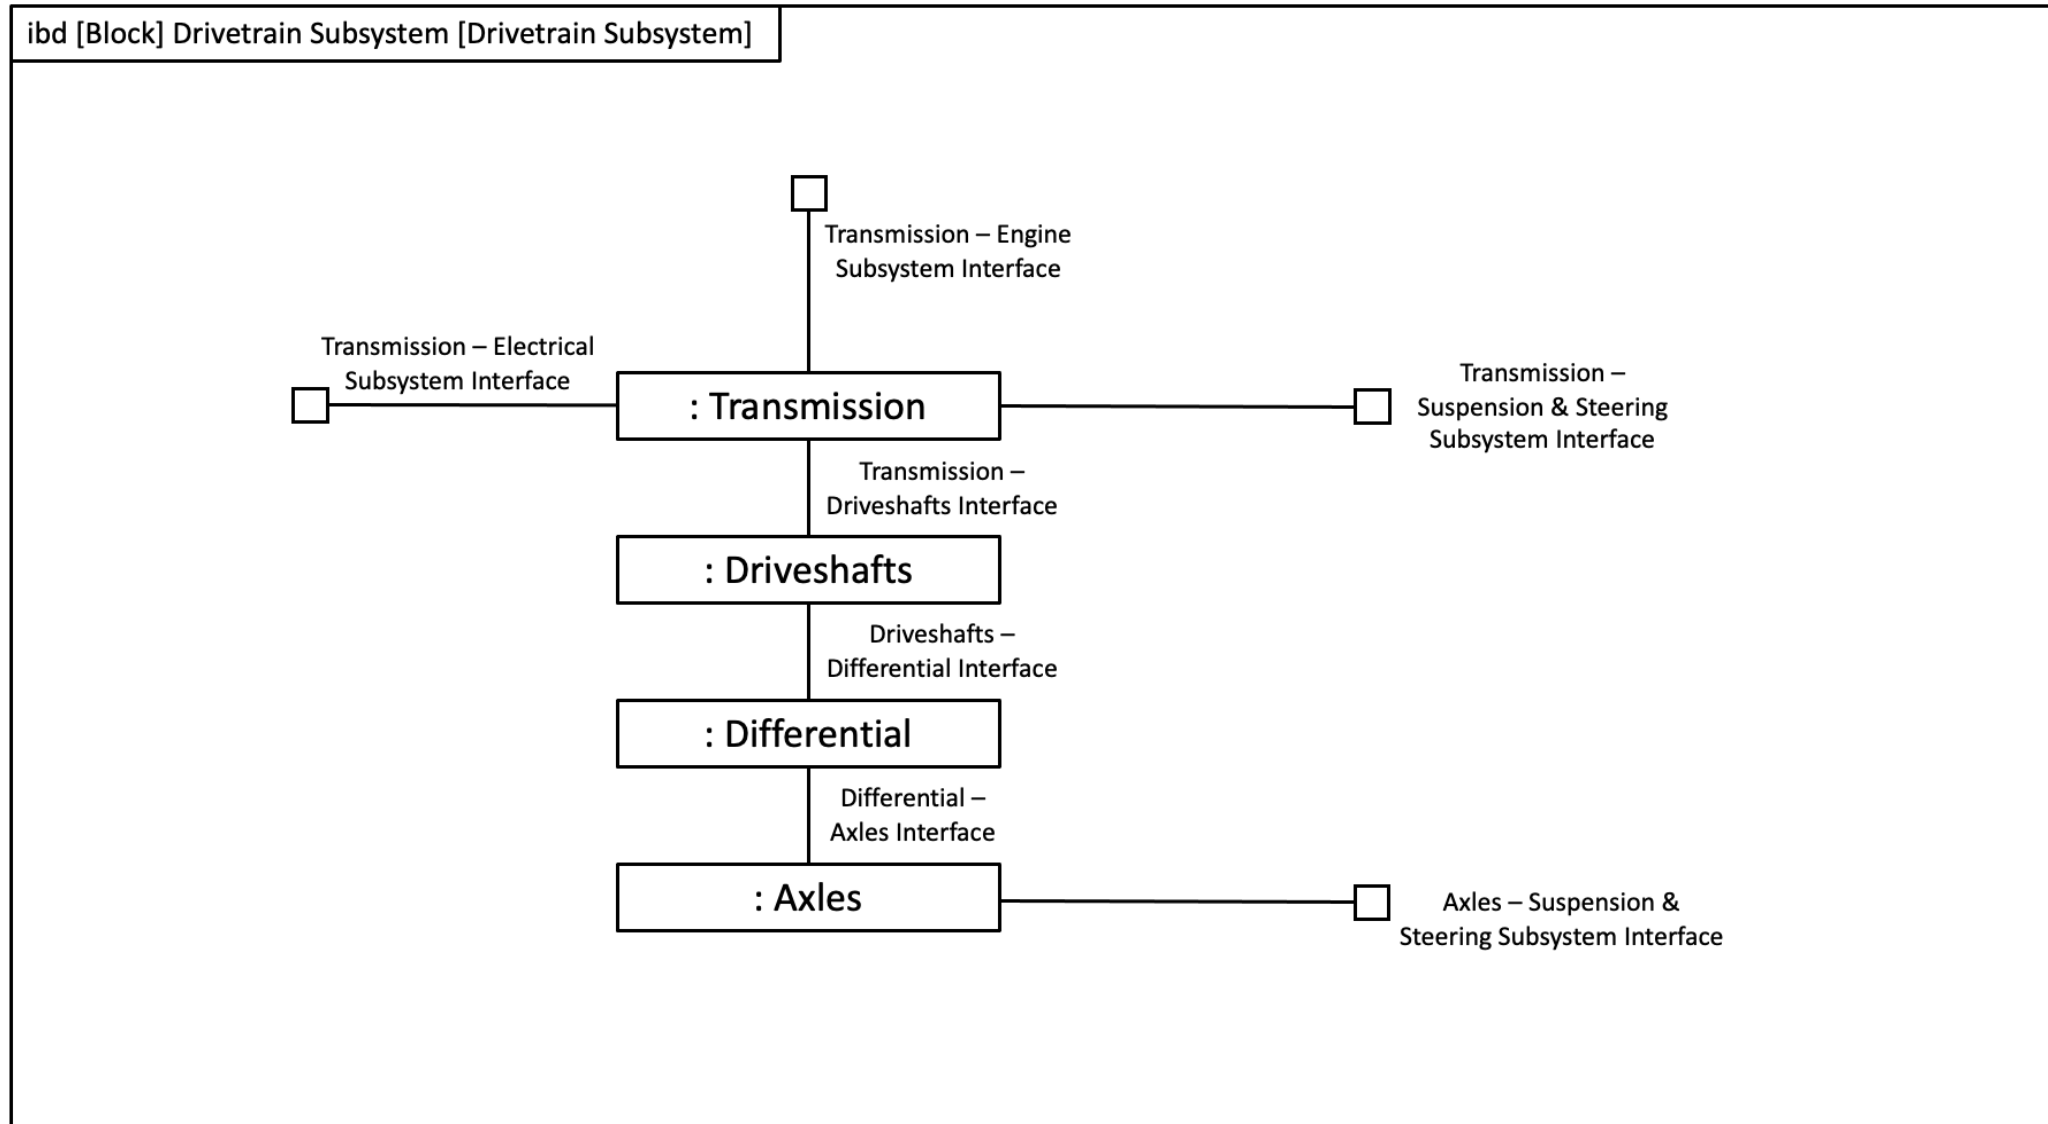 ibd [Block] Drivetrain Subsystem [Drivetrain Subsystem]
Transmission – Engine
Subsystem Interface
Transmission – Electrical
Subsystem Interface
: Transmission
Transmission –
Suspension & Steering
Subsystem Interface
Transmission –
Driveshafts Interface
: Driveshafts
Driveshafts –
Differential Interface
: Differential
Differential –
Axles Interface
: Axles
Axles – Suspension &
Steering Subsystem Interface